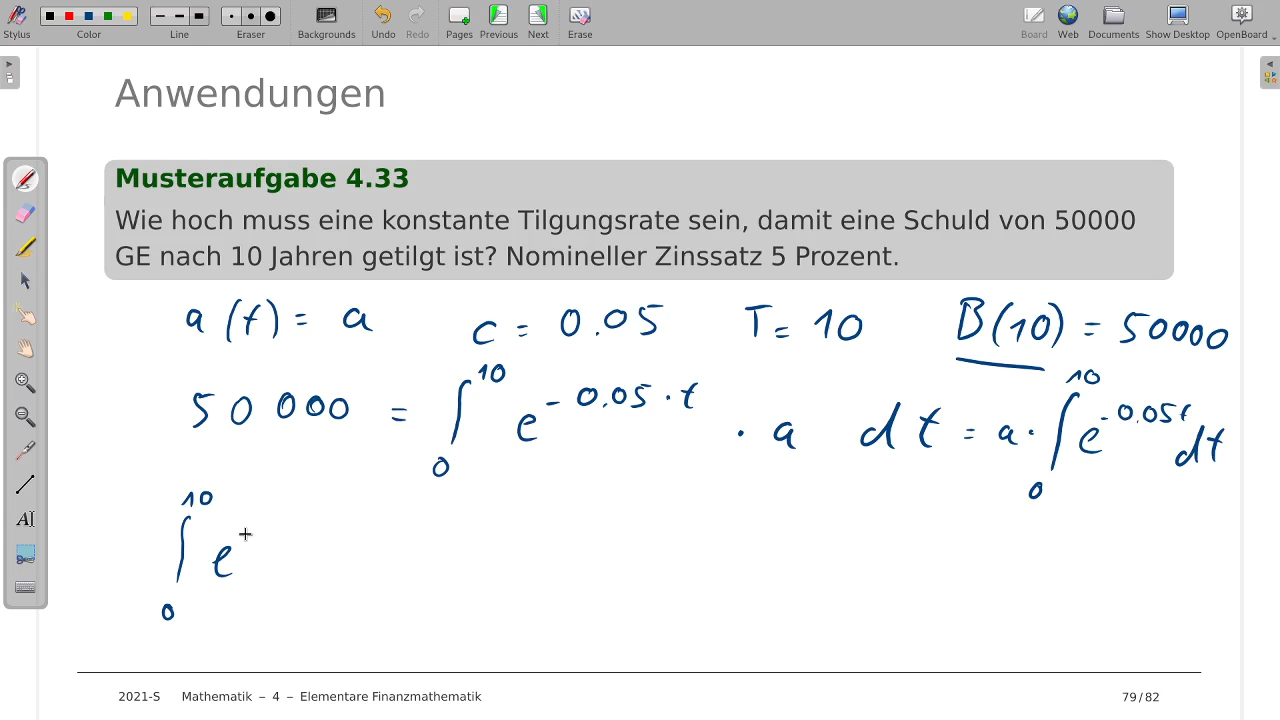 Stylus Color Line Eraser Backgrounds Undo Redo Pages Previous Next Erase Board Web Documents Show Desktop OpenBoard
Anwendungen
Musteraufgabe 4.33
Wie hoch muss eine konstante Tilgungsrate sein, damit eine Schuld von 50000
GE nach 10 Jahren getilgt ist? Nomineller Zinssatz 5 Prozent.
a(t) = a c = 0.05 T = 10 B(10) = 50000
50000 = ∫₀¹⁰ e^{-0.05·t} · a dt = a · ∫₀¹⁰ e^{-0.05t} dt
∫₀¹⁰ e
2021-S Mathematik – 4 – Elementare Finanzmathematik 79/82